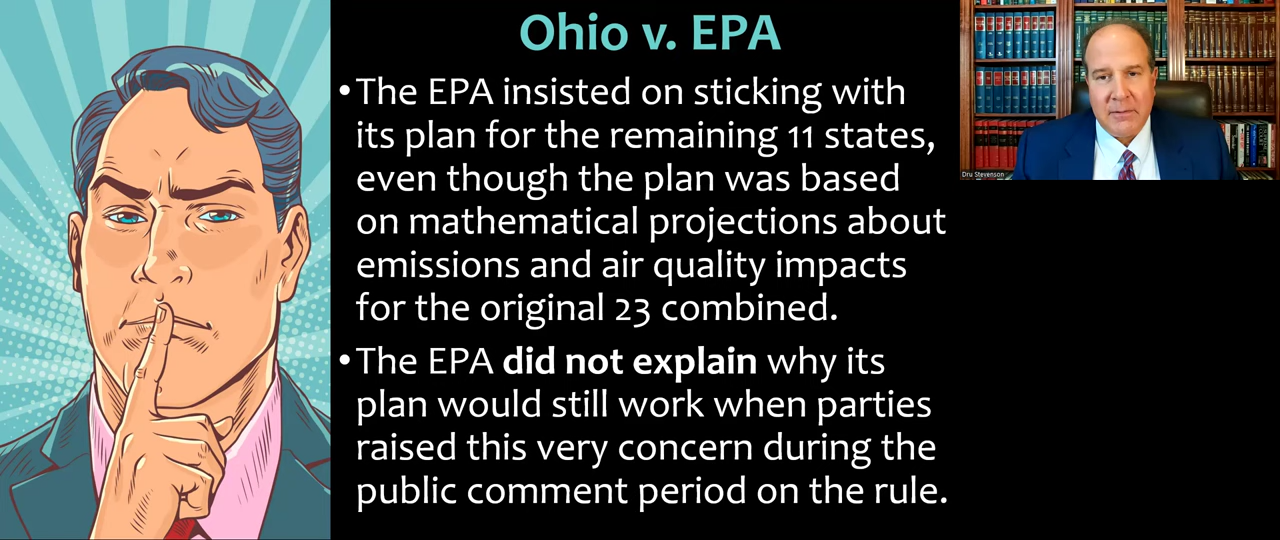 Ohio v. EPA
•The EPA insisted on sticking with
its plan for the remaining 11 states,
even though the plan was based
on mathematical projections about
emissions and air quality impacts
for the original 23 combined.
•The EPA did not explain why its
plan would still work when parties
raised this very concern during the
public comment period on the rule.
Dru Stevenson